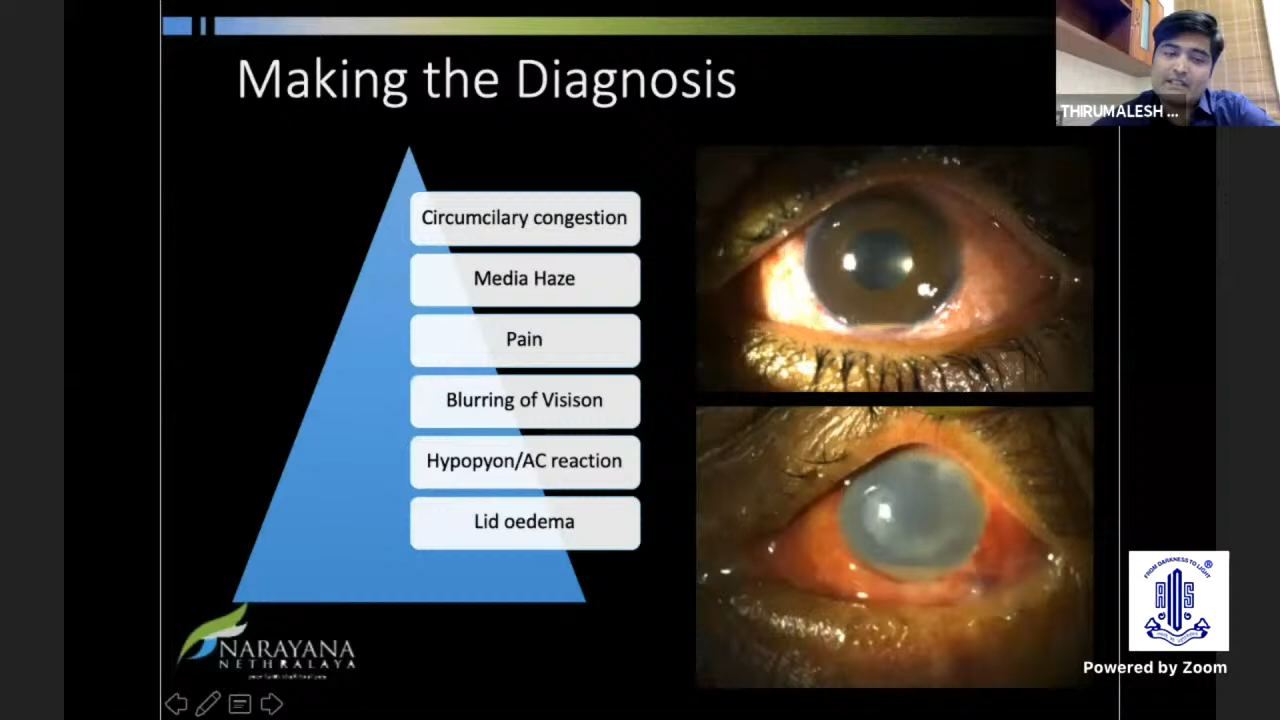 Making the Diagnosis
THIRUMALESH ...
Circumcilary congestion
Media Haze
Pain
Blurring of Visison
Hypopyon/AC reaction
Lid oedema
FROM DARKNESS TO LIGHT
®
NARAYANA
NETHRALAYA
Powered by Zoom